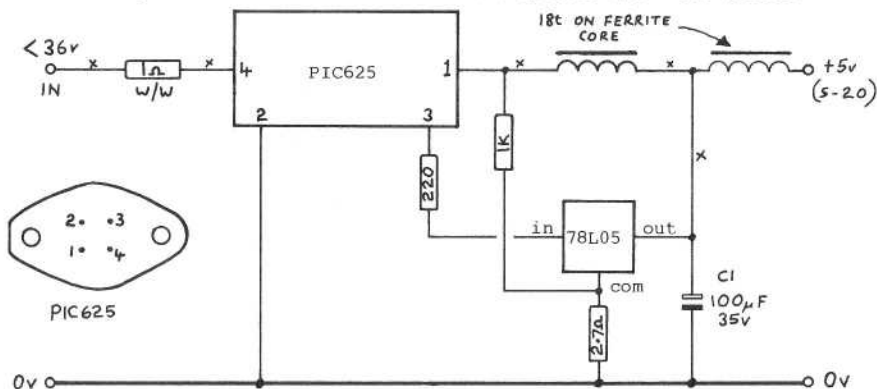 18t ON FERRITE
CORE
<36v
IN
x
1Ω
W/W
x
4
PIC625
1
2
3
x
+5v
(5-20)
1K
220
x
in
78L05
out
com
2·7Ω
C1
100µF
35v
2
3
1
4
PIC625
0v
0v